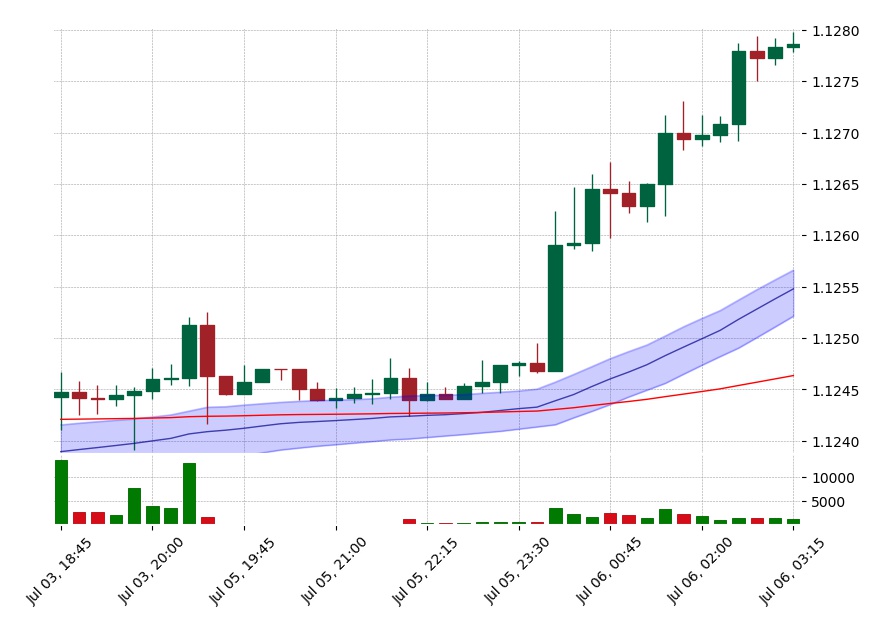 1.1280
1.1275
1.1270
1.1265
1.1260
1.1255
1.1250
1.1245
1.1240
10000
5000
Jul 03, 18:45
Jul 03, 20:00
Jul 05, 19:45
Jul 05, 21:00
Jul 05, 22:15
Jul 05, 23:30
Jul 06, 00:45
Jul 06, 02:00
Jul 06, 03:15